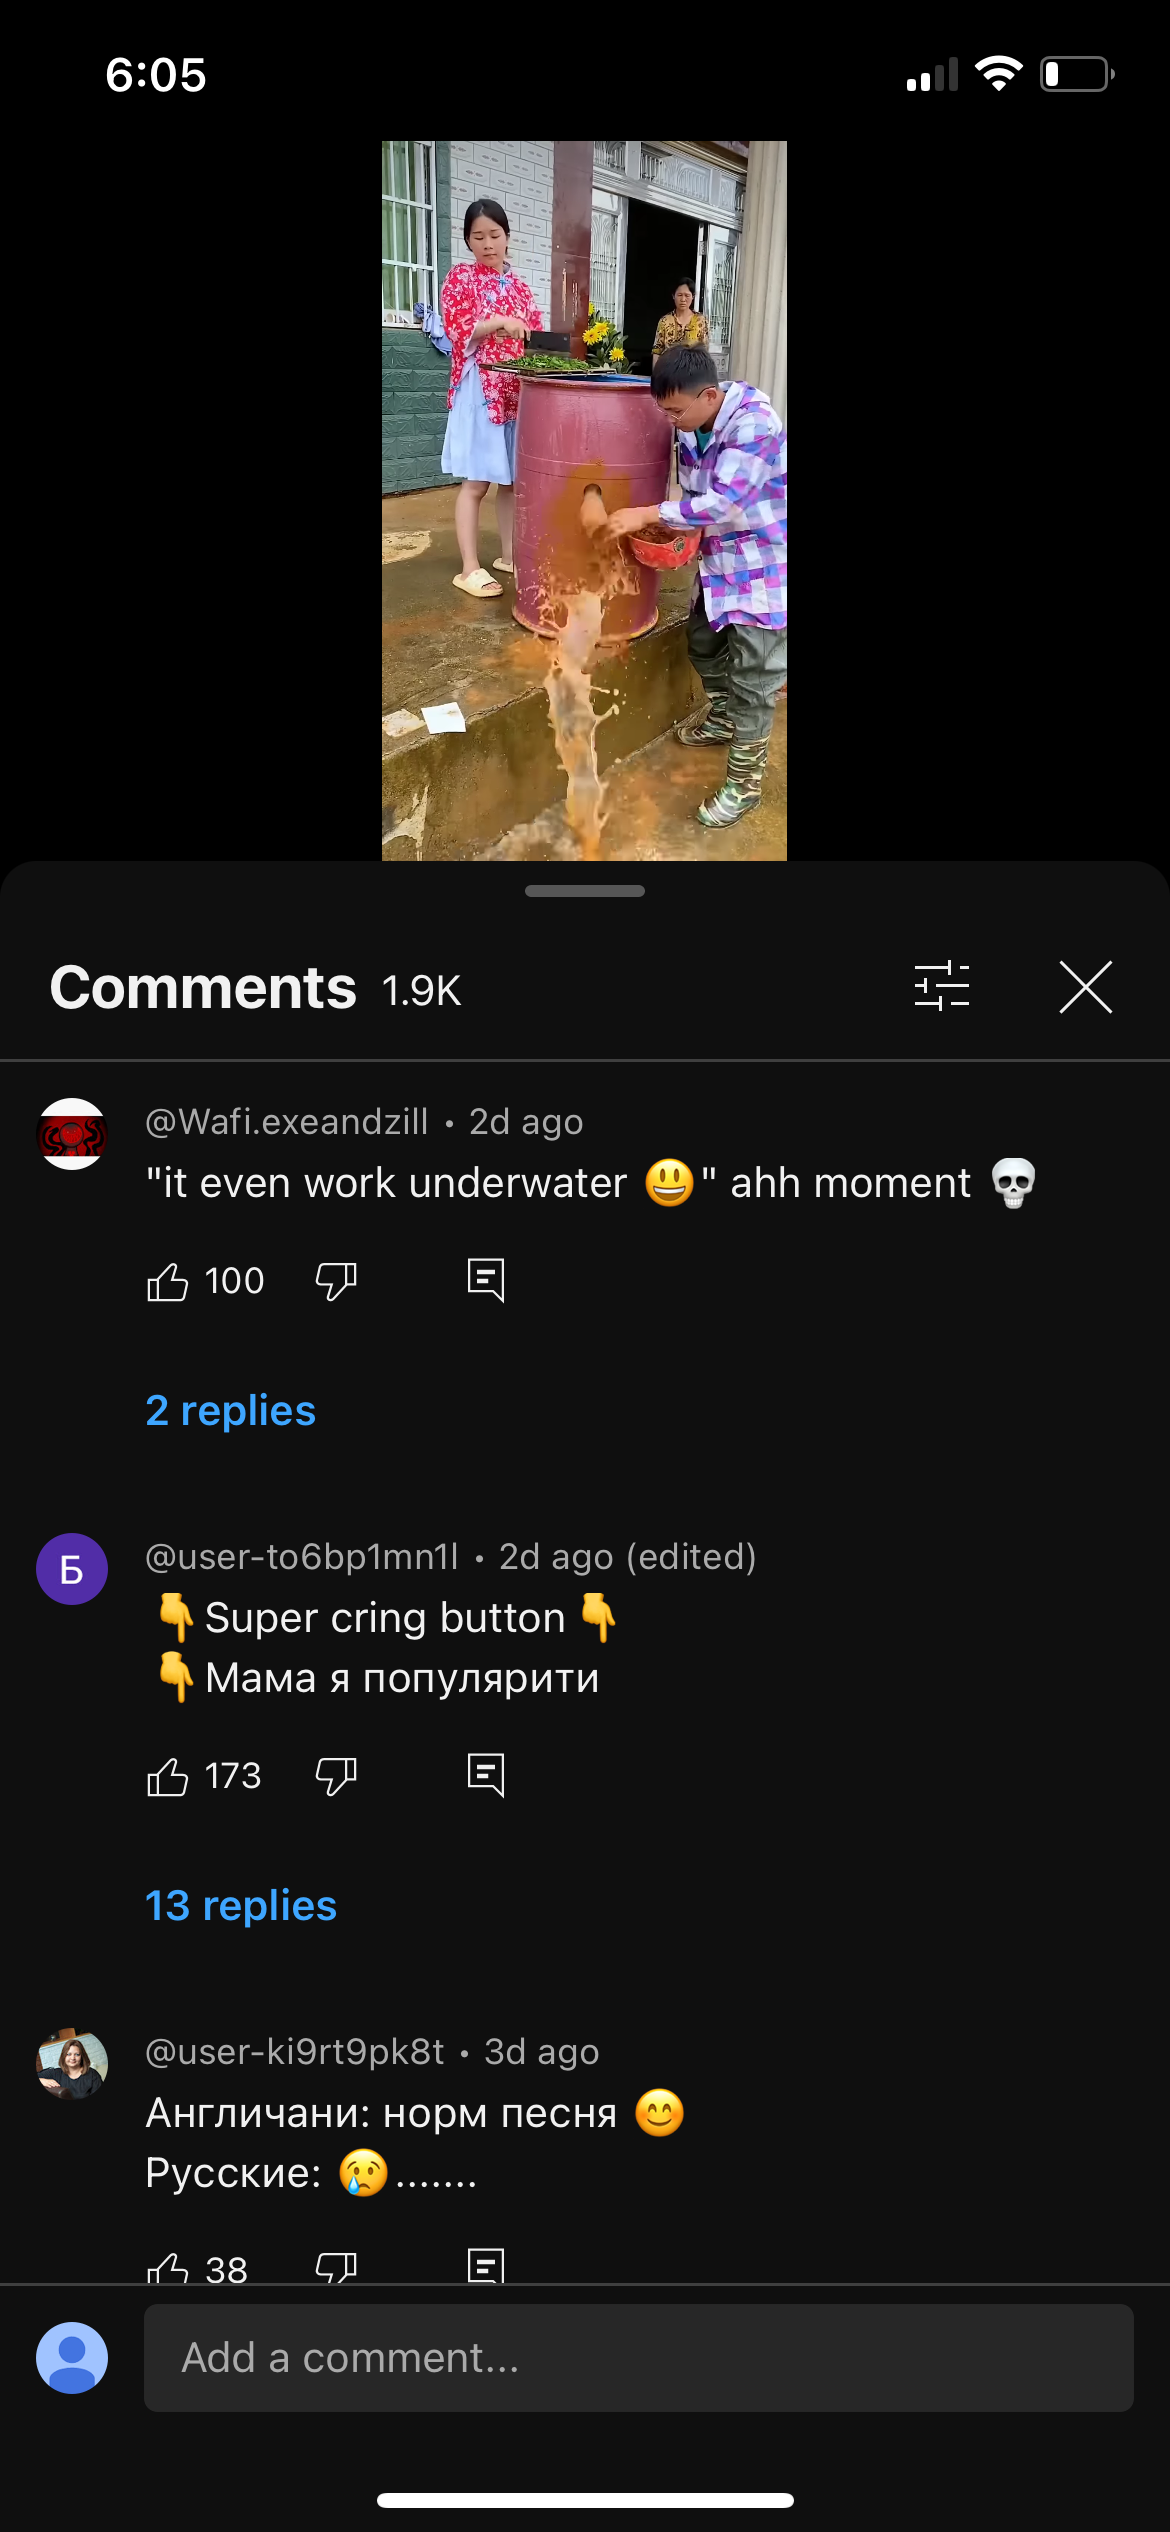 6:05
Comments 1.9K
@Wafi.exeandzill • 2d ago
"it even work underwater 😃" ahh moment 💀
100
2 replies
Б
@user-to6bp1mn1l • 2d ago (edited)
👇Super cring button👇
👇Мама я популярити
173
13 replies
@user-ki9rt9pk8t • 3d ago
Англичани: норм песня 😊
Русские: 😢.......
38
Add a comment...